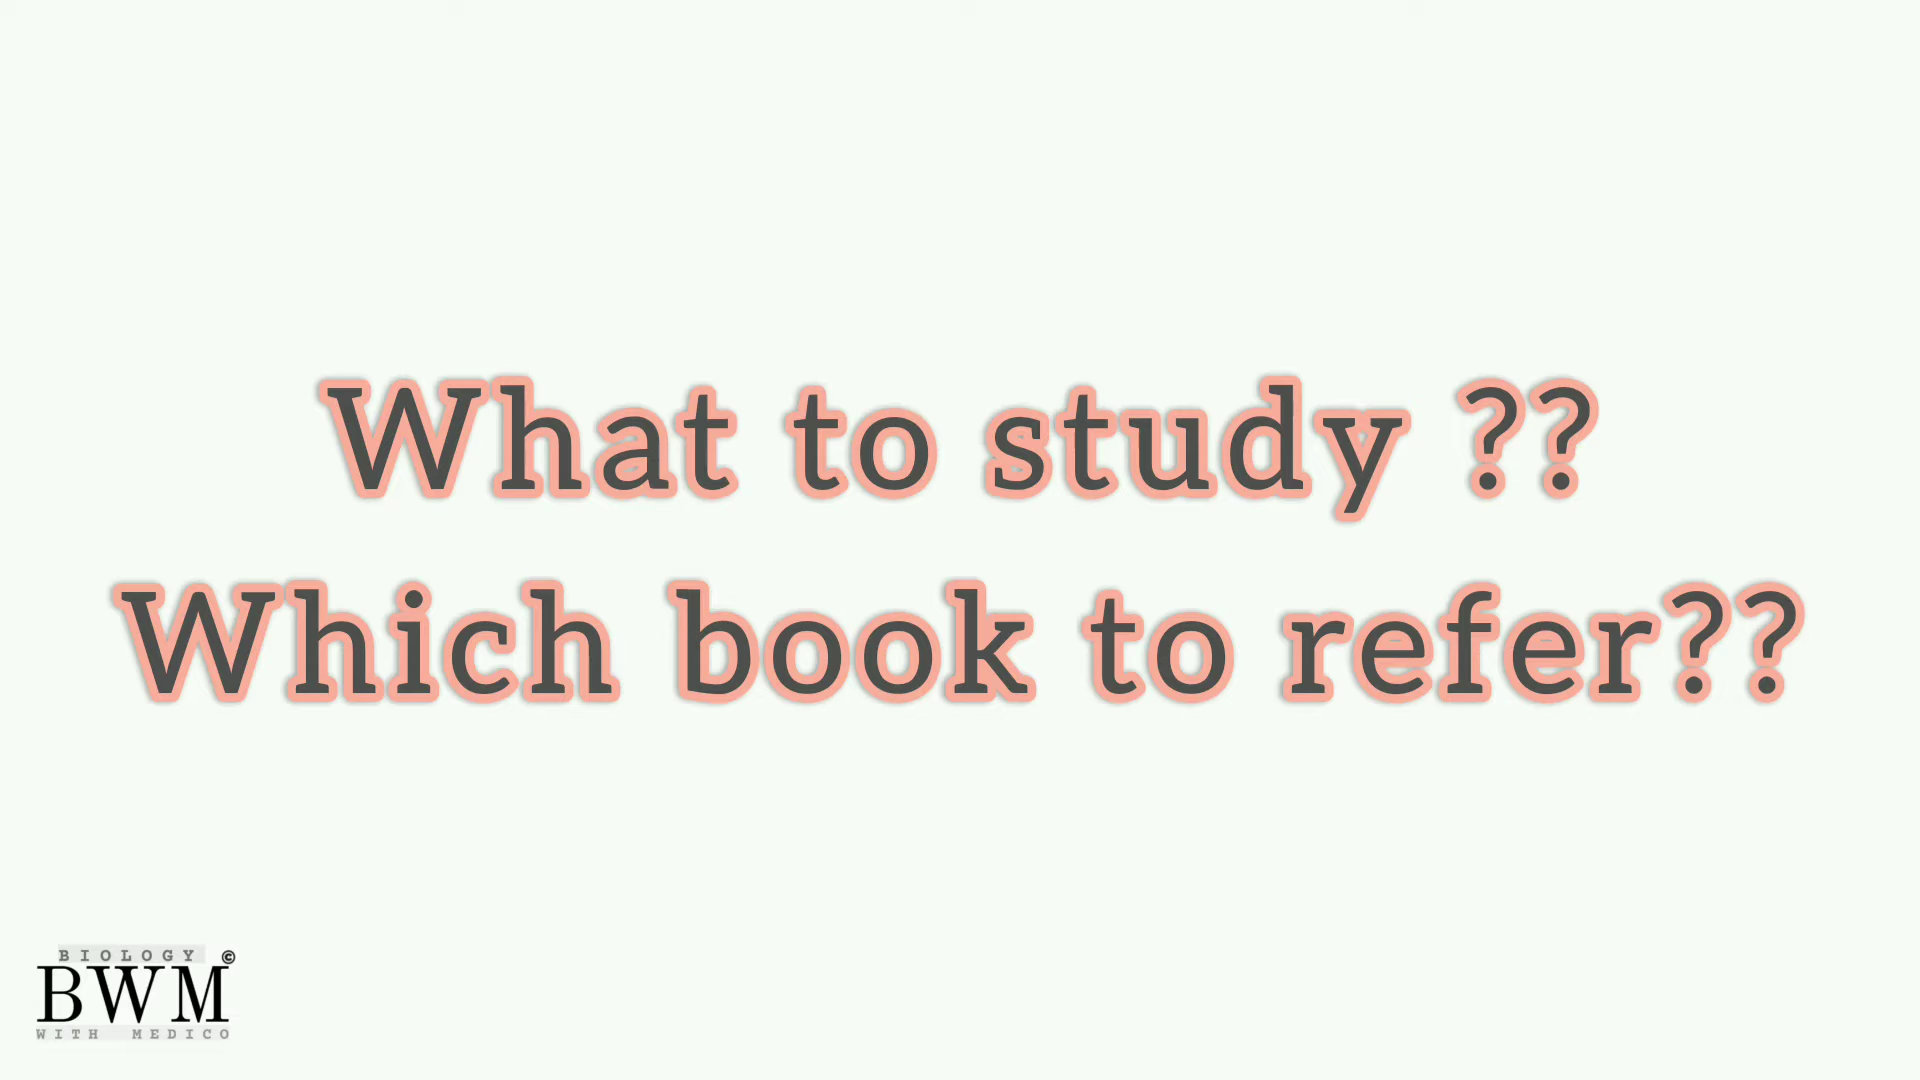 What to study ??
Which book to refer??
BIOLOGY ©
BWM
WITH MEDICO